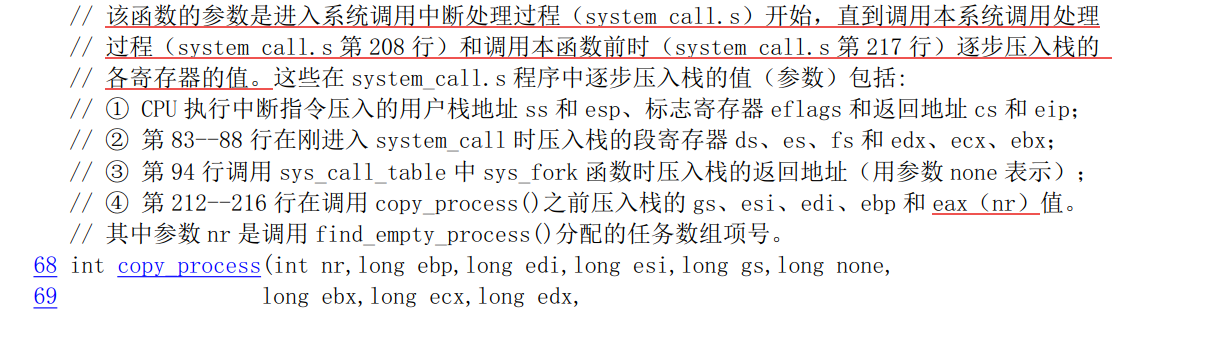 // 该函数的参数是进入系统调用中断处理过程（system_call.s）开始，直到调用本系统调用处理
// 过程（system_call.s 第 208 行）和调用本函数前时（system_call.s 第 217 行）逐步压入栈的
// 各寄存器的值。这些在 system_call.s 程序中逐步压入栈的值（参数）包括：
// ① CPU 执行中断指令压入的用户栈地址 ss 和 esp、标志寄存器 eflags 和返回地址 cs 和 eip；
// ② 第 83--88 行在刚进入 system_call 时压入栈的段寄存器 ds、es、fs 和 edx、ecx、ebx；
// ③ 第 94 行调用 sys_call_table 中 sys_fork 函数时压入栈的返回地址（用参数 none 表示）；
// ④ 第 212--216 行在调用 copy_process()之前压入栈的 gs、esi、edi、ebp 和 eax（nr）值。
// 其中参数 nr 是调用 find_empty_process()分配的任务数组项号。
68 int copy_process(int nr,long ebp,long edi,long esi,long gs,long none,
69 long ebx,long ecx,long edx,